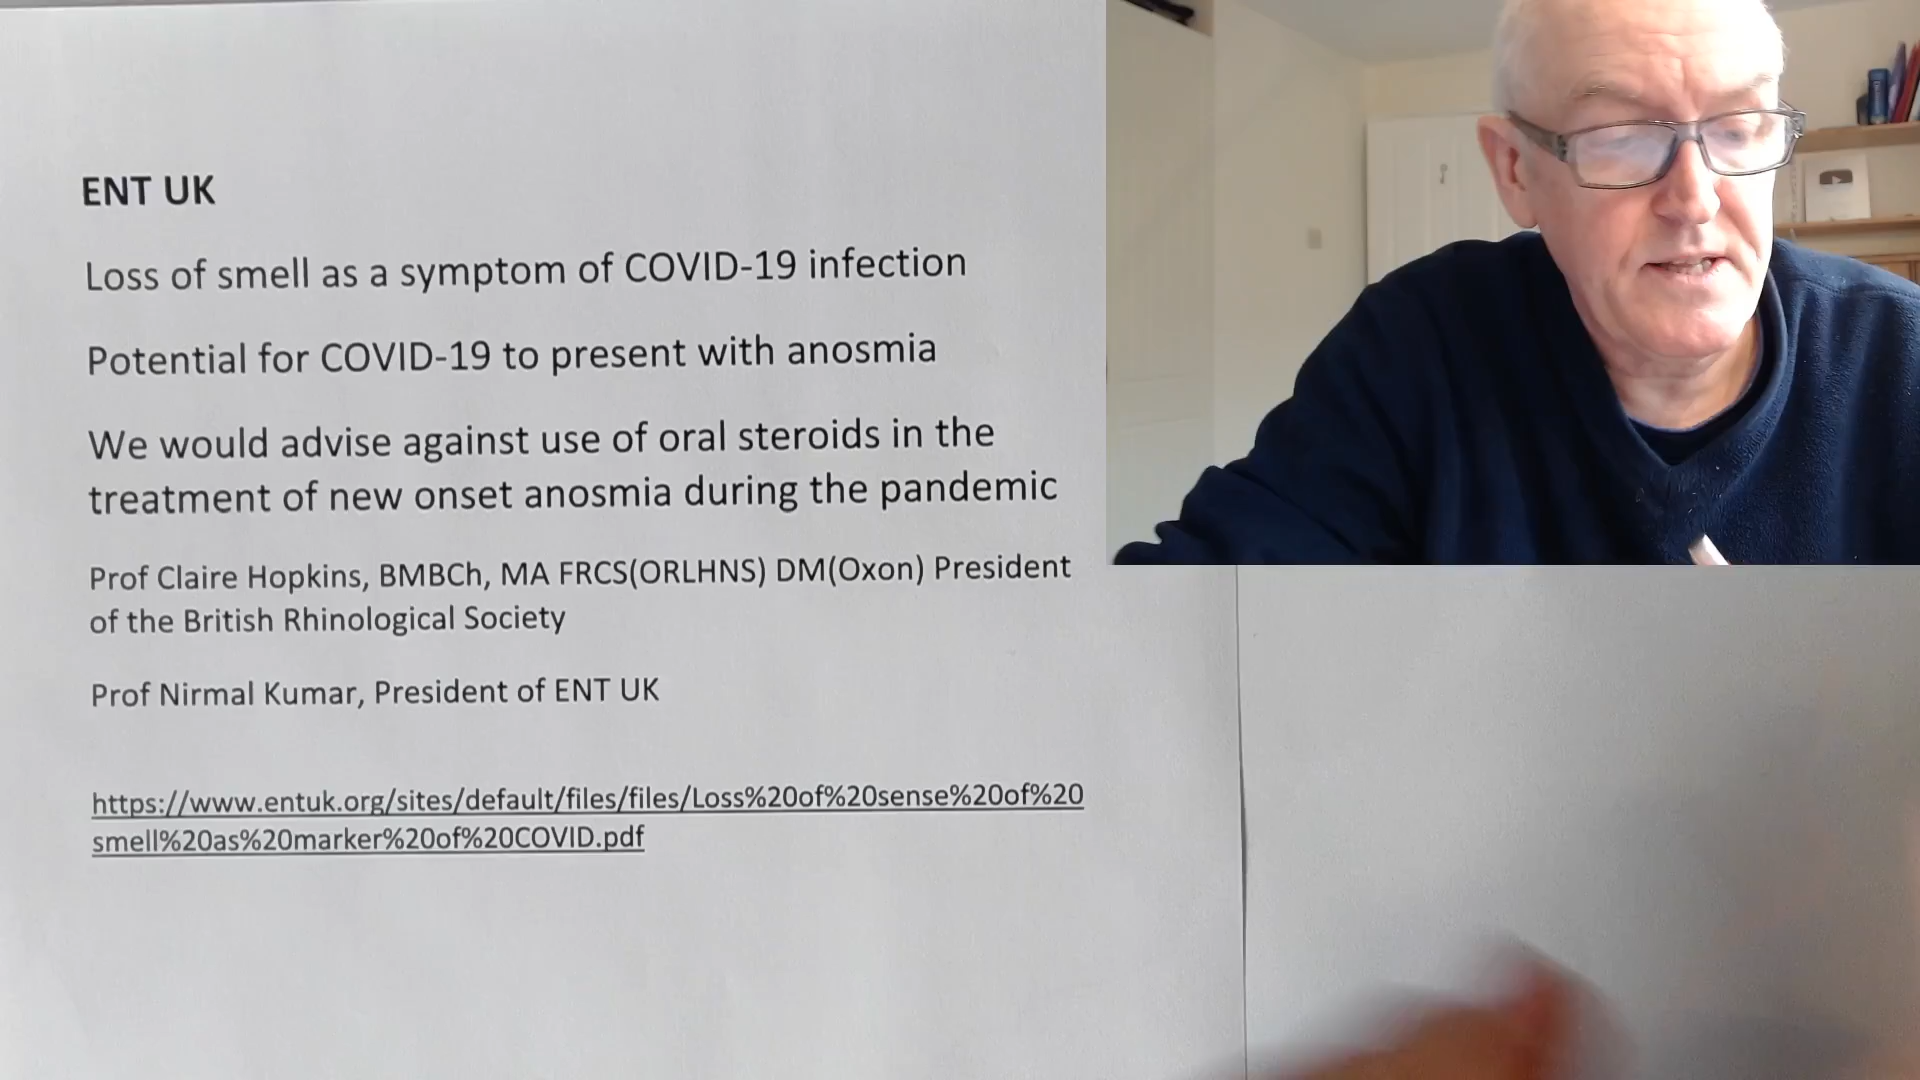 ENT UK
Loss of smell as a symptom of COVID-19 infection
Potential for COVID-19 to present with anosmia
We would advise against use of oral steroids in the
treatment of new onset anosmia during the pandemic
Prof Claire Hopkins, BMBCh, MA FRCS(ORLHNS) DM(Oxon) President
of the British Rhinological Society
Prof Nirmal Kumar, President of ENT UK
https://www.entuk.org/sites/default/files/files/Loss%20of%20sense%20of%20
smell%20as%20marker%20of%20COVID.pdf